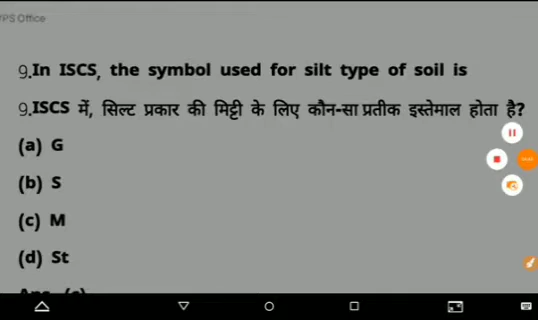 PS Office
9.In ISCS, the symbol used for silt type of soil is
9.ISCS में, सिल्ट प्रकार की मिट्टी के लिए कौन-सा प्रतीक इस्तेमाल होता है?
(a) G
(b) S
(c) M
(d) St
Ans. (c)